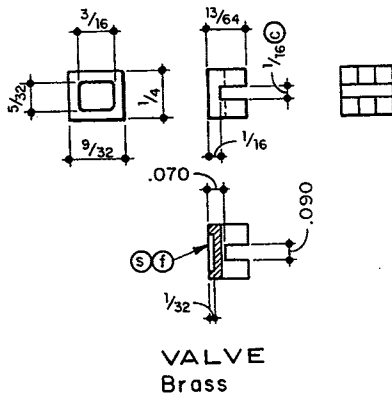 3/16
13/64
1/16 C
5/32
1/4
9/32
1/16
.070
.090
S f
1/32
VALVE
Brass